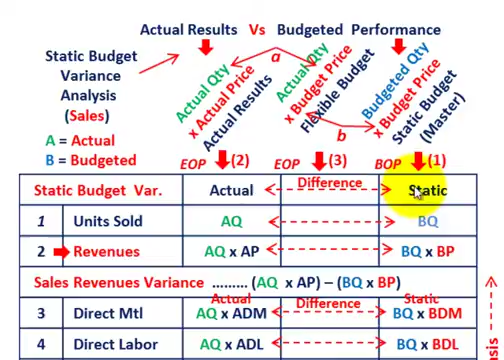 Actual Results Vs Budgeted Performance
Static Budget
Variance
Analysis
(Sales)
A = Actual
B = Budgeted
a
b
Actual Qty
x Actual Price
Actual Results
Actual Qty
x Budget Price
Flexible Budget
Budgeted Qty
x Budget Price
Static Budget
(Master)
EOP (2) EOP (3) BOP (1)
Static Budget Var. Actual Difference Static
1 Units Sold AQ BQ
2 Revenues AQ x AP BQ x BP
Sales Revenues Variance ......... (AQ x AP) – (BQ x BP)
Actual Difference Static
3 Direct Mtl AQ x ADM BQ x BDM
4 Direct Labor AQ x ADL BQ x BDL